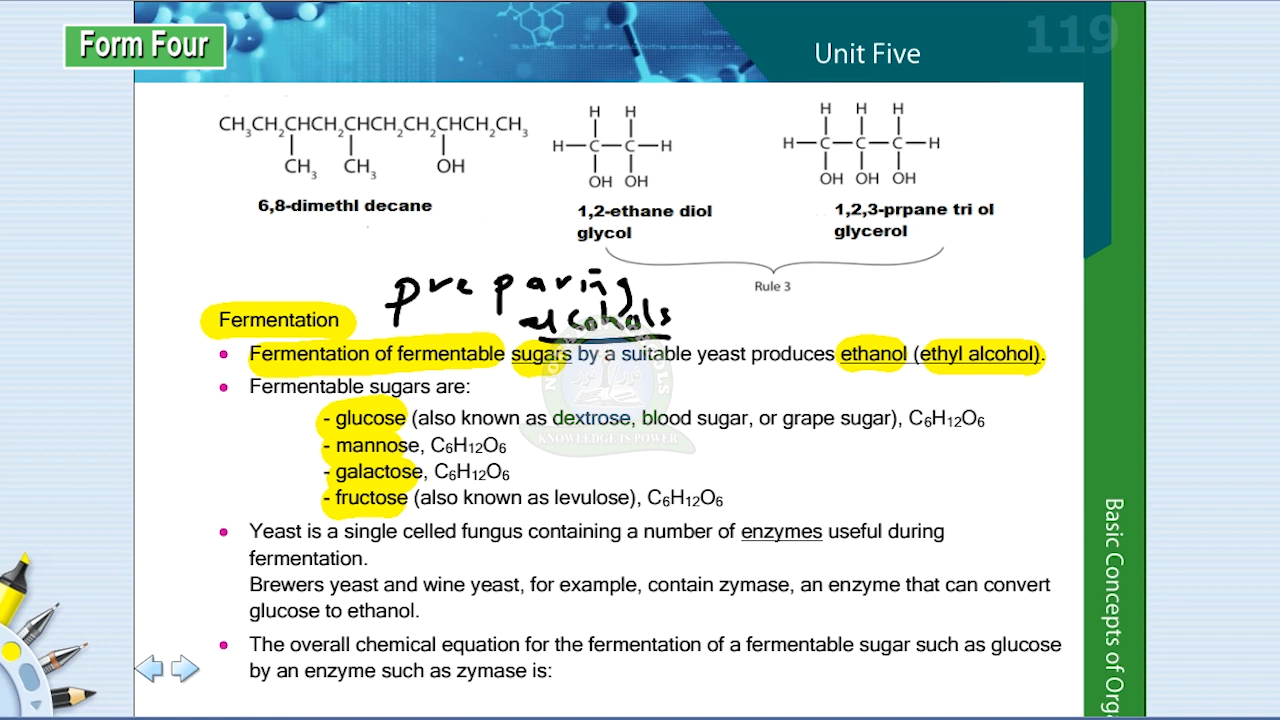 Form Four
Unit Five
119
CH3CH2CHCH2CHCH2CH2CHCH2CH3
CH3 CH3 OH
6,8-dimethl decane
H H
H—C—C—H
OH OH
1,2-ethane diol
glycol
H H H
H—C—C—C—H
OH OH OH
1,2,3-prpane tri ol
glycerol
Rule 3
preparing
alcohols
Fermentation
• Fermentation of fermentable sugars by a suitable yeast produces ethanol (ethyl alcohol).
• Fermentable sugars are:
- glucose (also known as dextrose, blood sugar, or grape sugar), C6H12O6
- mannose, C6H12O6
- galactose, C6H12O6
- fructose (also known as levulose), C6H12O6
• Yeast is a single celled fungus containing a number of enzymes useful during
fermentation.
Brewers yeast and wine yeast, for example, contain zymase, an enzyme that can convert
glucose to ethanol.
• The overall chemcal equation for the fermentation of a fermentable sugar such as glucose
by an enzyme such as zymase is:
KNOWLEDGE IS POWER
Basic Concepts of Org